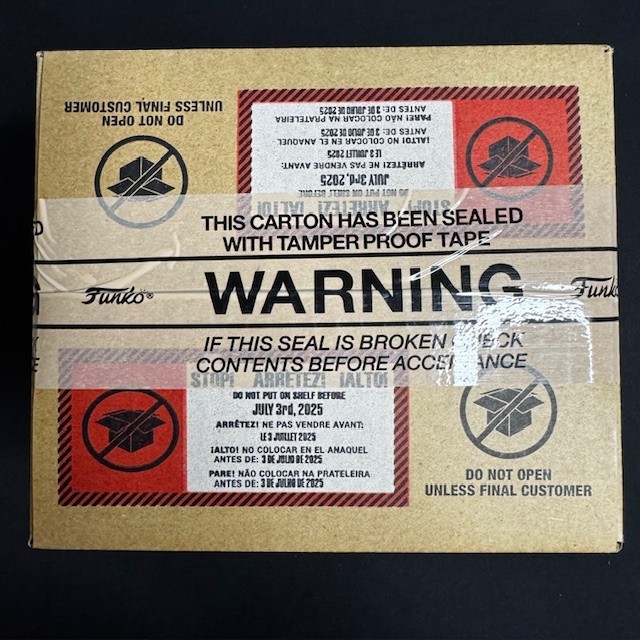 DO NOT OPEN
UNLESS FINAL CUSTOMER
STOP! ARRÊTEZ! ¡ALTO!
DO NOT PUT ON SHELF BEFORE
JULY 3rd, 2025
ARRÊTEZ! NE PAS VENDRE AVANT:
LE 3 JUILLET 2025
¡ALTO! NO COLOCAR EN EL ANAQUEL
ANTES DE: 3 DE JULIO DE 2025
PARE! NÃO COLOCAR NA PRATELEIRA
ANTES DE: 3 DE JULHO DE 2025
THIS CARTON HAS BEEN SEALED
WITH TAMPER PROOF TAPE
Funko® WARNING Funko
IF THIS SEAL IS BROKEN CHECK
CONTENTS BEFORE ACCEPTANCE
STOP! ARRÊTEZ! ¡ALTO!
DO NOT PUT ON SHELF BEFORE
JULY 3rd, 2025
ARRÊTEZ! NE PAS VENDRE AVANT:
LE 3 JUILLET 2025
¡ALTO! NO COLOCAR EN EL ANAQUEL
ANTES DE: 3 DE JULIO DE 2025
PARE! NÃO COLOCAR NA PRATELEIRA
ANTES DE: 3 DE JULHO DE 2025
DO NOT OPEN
UNLESS FINAL CUSTOMER